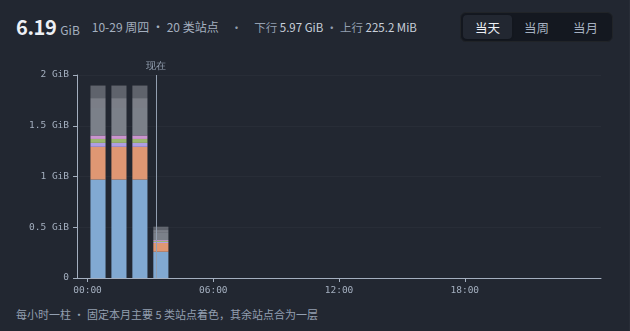 6.19 GiB 10-29 周四 • 20 类站点 • 下行 5.97 GiB • 上行 225.2 MiB 当天 当周 当月
现在
2 GiB
1.5 GiB
1 GiB
0.5 GiB
0
00:00 06:00 12:00 18:00
每小时一柱 • 固定本月主要 5 类站点着色，其余站点合为一层